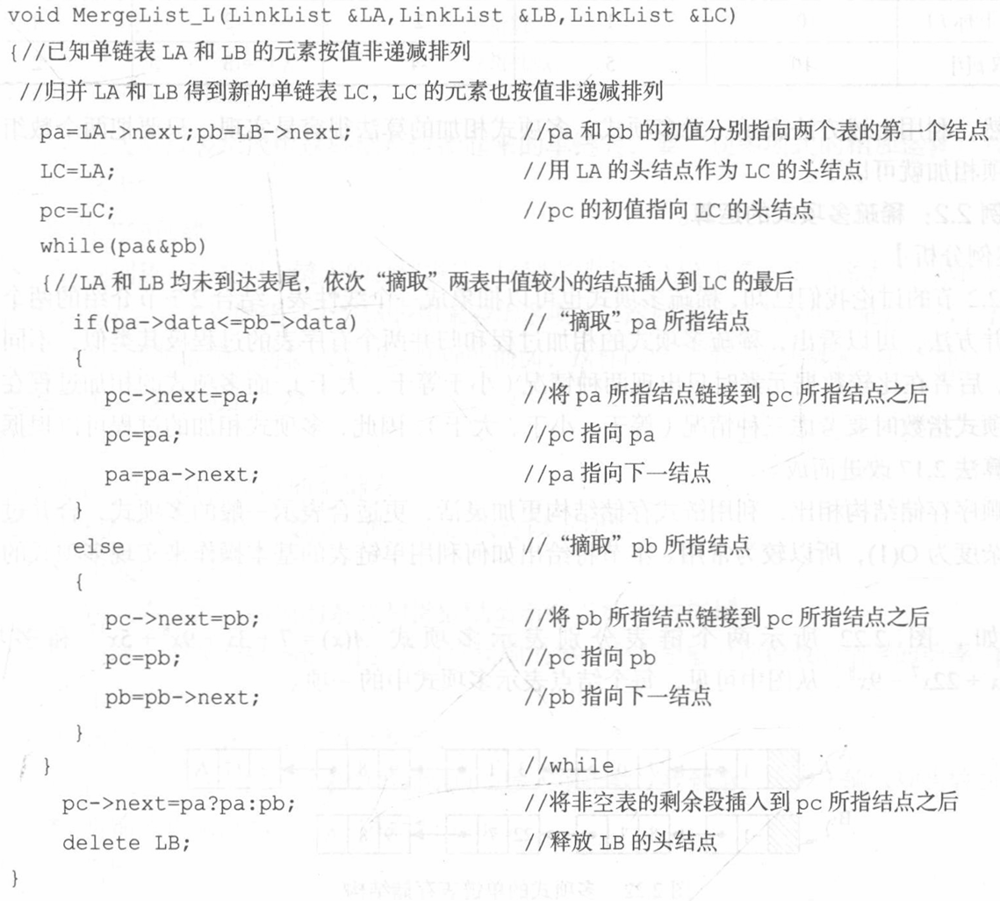 void MergeList_L(LinkList &LA,LinkList &LB,LinkList &LC)
{//已知单链表 LA 和 LB 的元素按值非递减排列
//归并 LA 和 LB 得到新的单链表 LC，LC 的元素也按值非递减排列
pa=LA->next;pb=LB->next; //pa 和 pb 的初值分别指向两个表的第一个结点
LC=LA; //用 LA 的头结点作为 LC 的头结点
pc=LC; //pc 的初值指向 LC 的头结点
while(pa&&pb)
{//LA 和 LB 均未到达表尾，依次“摘取”两表中值较小的结点插入到 LC 的最后
if(pa->data<=pb->data) //“摘取”pa 所指结点
{
pc->next=pa; //将 pa 所指结点链接到 pc 所指结点之后
pc=pa; //pc 指向 pa
pa=pa->next; //pa 指向下一结点
}
else //“摘取”pb 所指结点
{
pc->next=pb; //将 pb 所指结点链接到 pc 所指结点之后
pc=pb; //pc 指向 pb
pb=pb->next; //pb 指向下一结点
}
} //while
pc->next=pa?pa:pb; //将非空表的剩余段插入到 pc 所指结点之后
delete LB; //释放 LB 的头结点
}